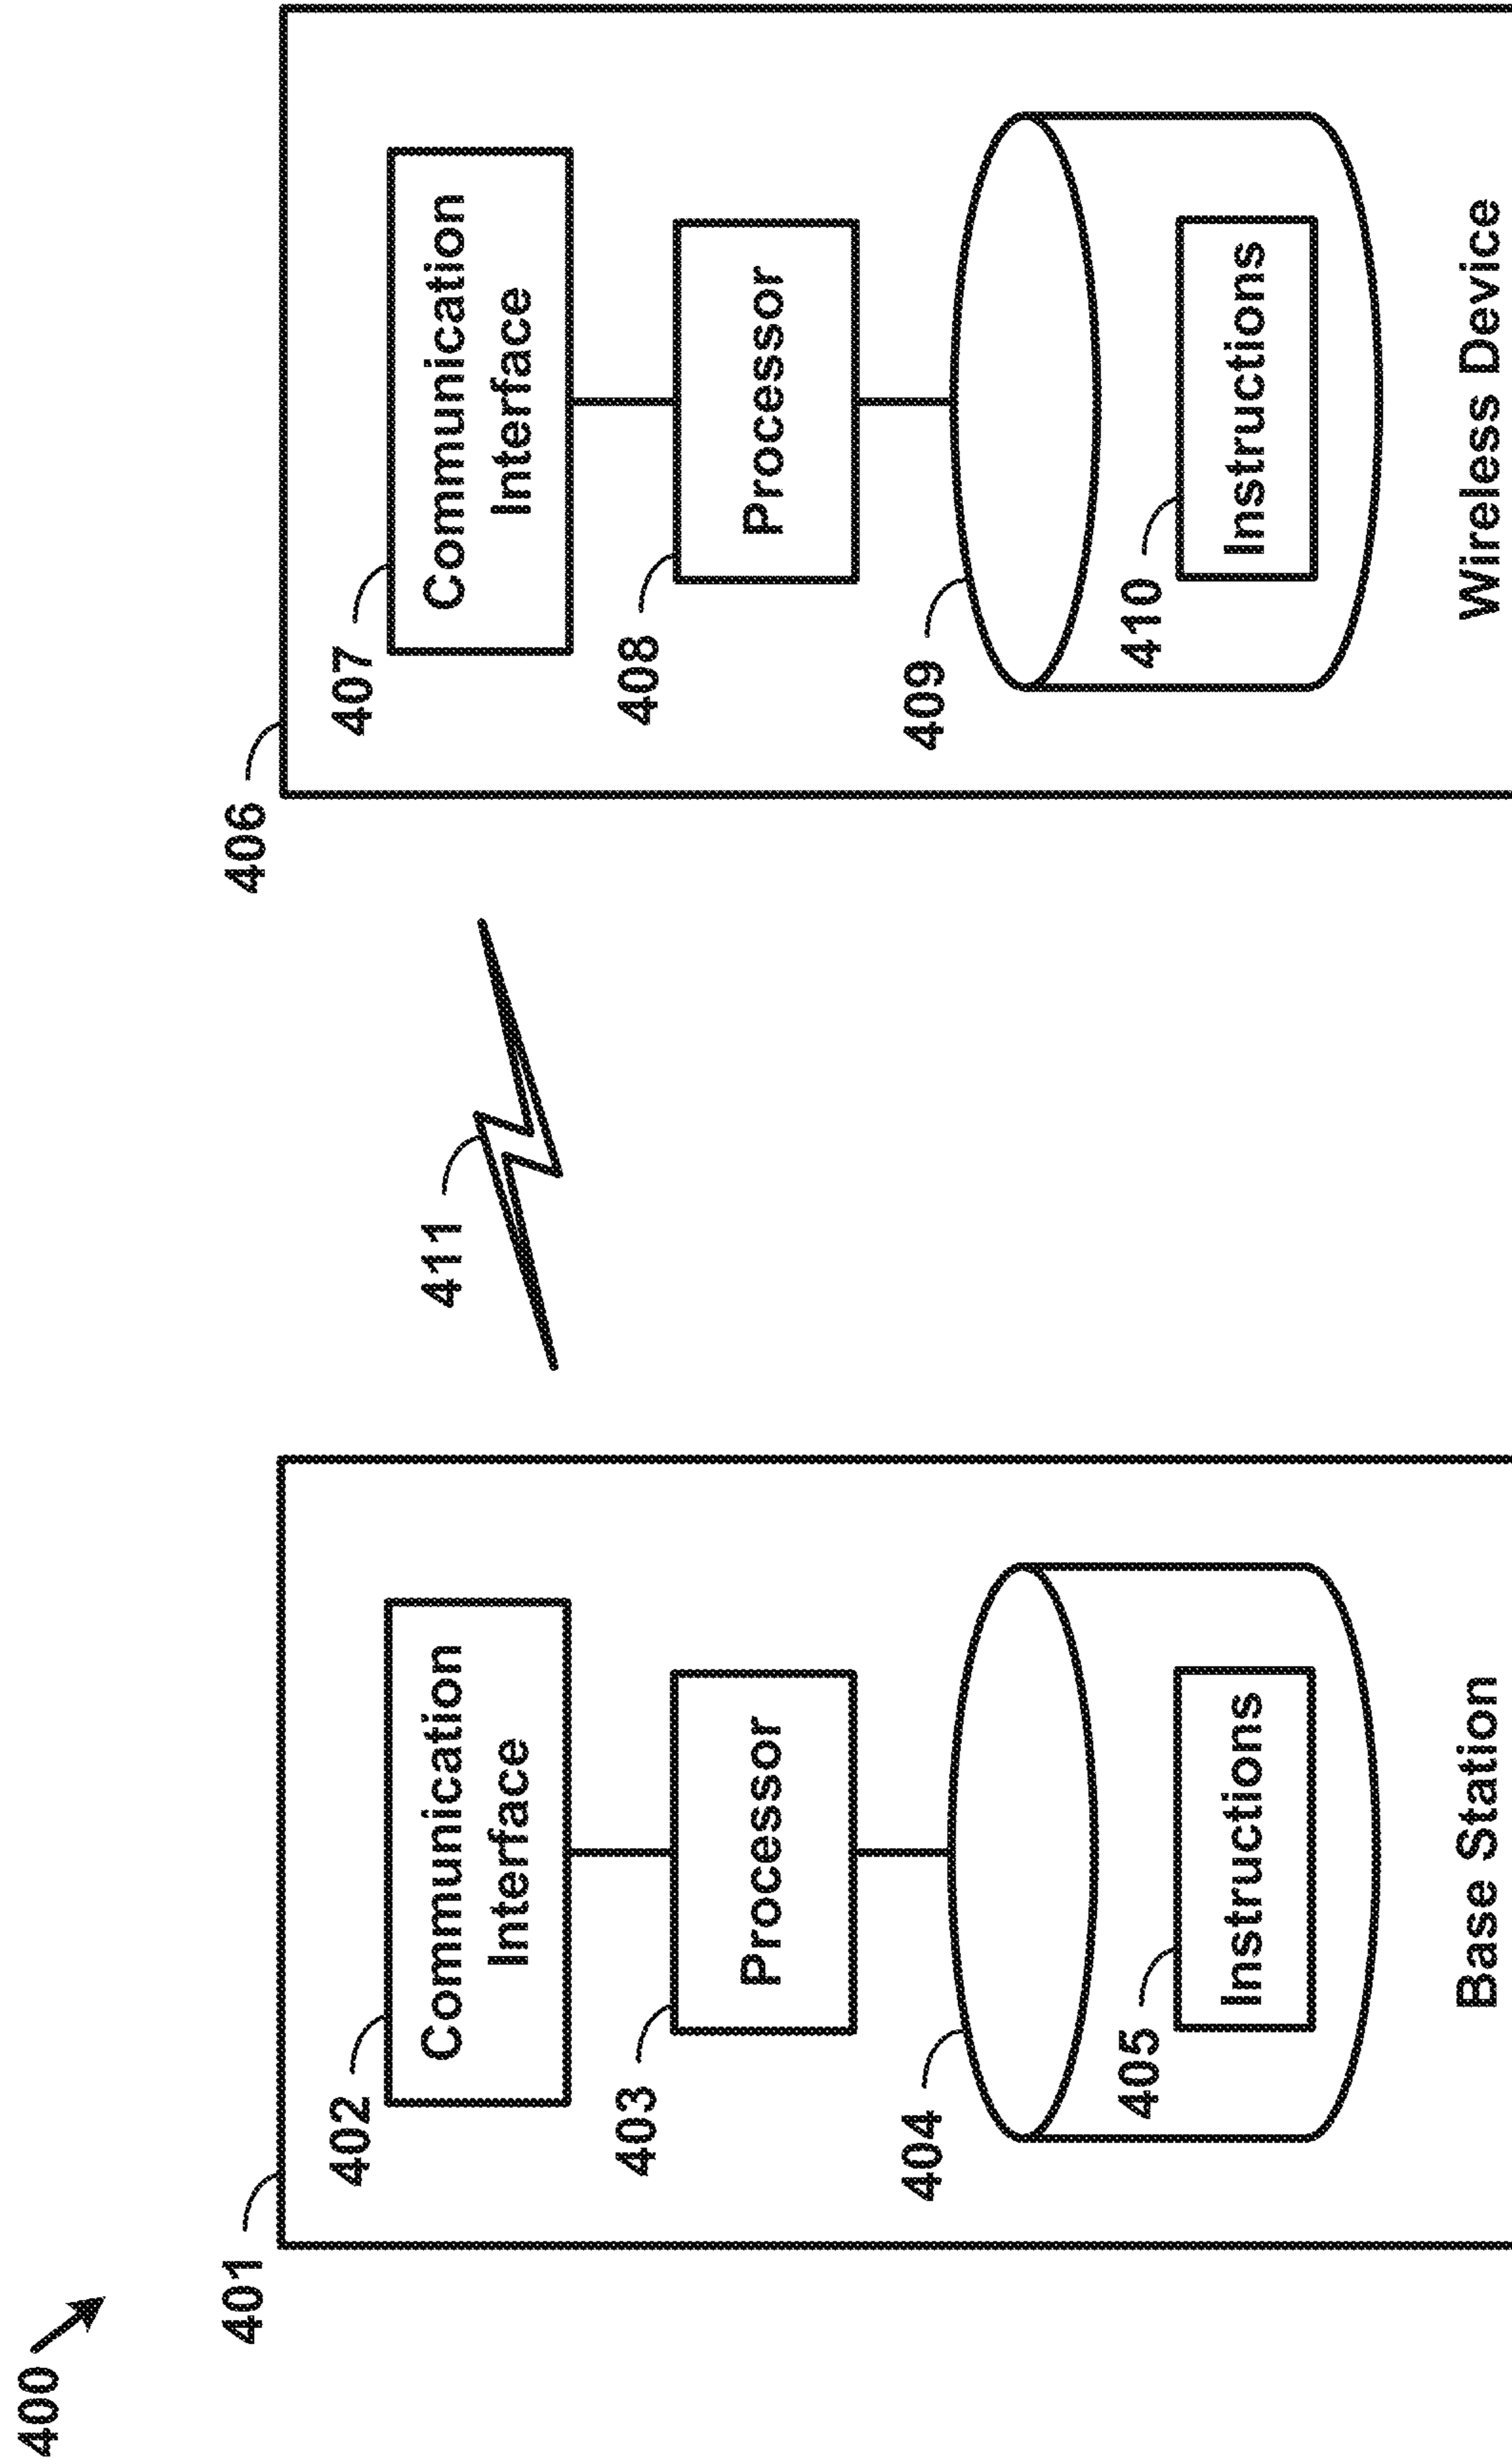 400
401
402
Communication
Interface
403
Processor
404
405
Instructions
Base Station
411
406
407
Communication
Interface
408
Processor
409
410
Instructions
Wireless Device